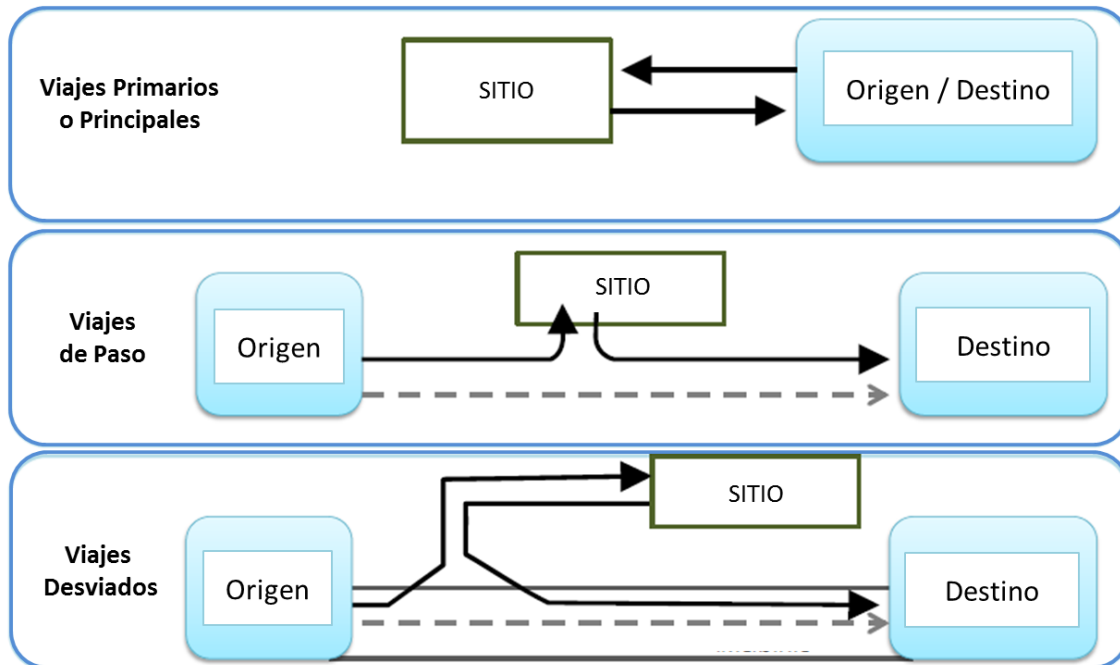 Viajes Primarios
o Principales
SITIO
Origen / Destino
Viajes
de Paso
Origen
SITIO
Destino
Viajes
Desviados
Origen
SITIO
Destino